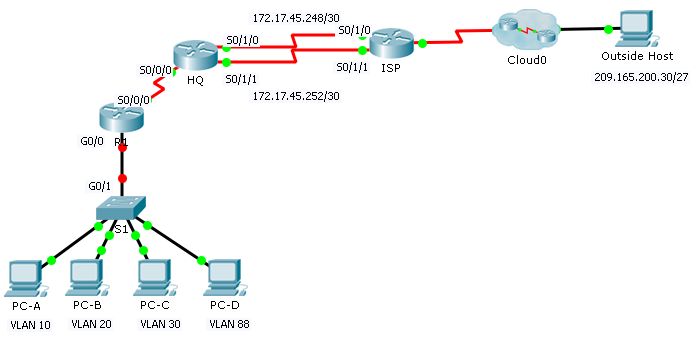 172.17.45.248/30
S0/1/0
S0/1/0
ISP
S0/1/1
S0/1/1
HQ
172.17.45.252/30
Cloud0
Outside Host
209.165.200.30/27
S0/0/0
S0/0/0
G0/0
R1
G0/1
S1
PC-A
PC-B
PC-C
PC-D
VLAN 10
VLAN 20
VLAN 30
VLAN 88